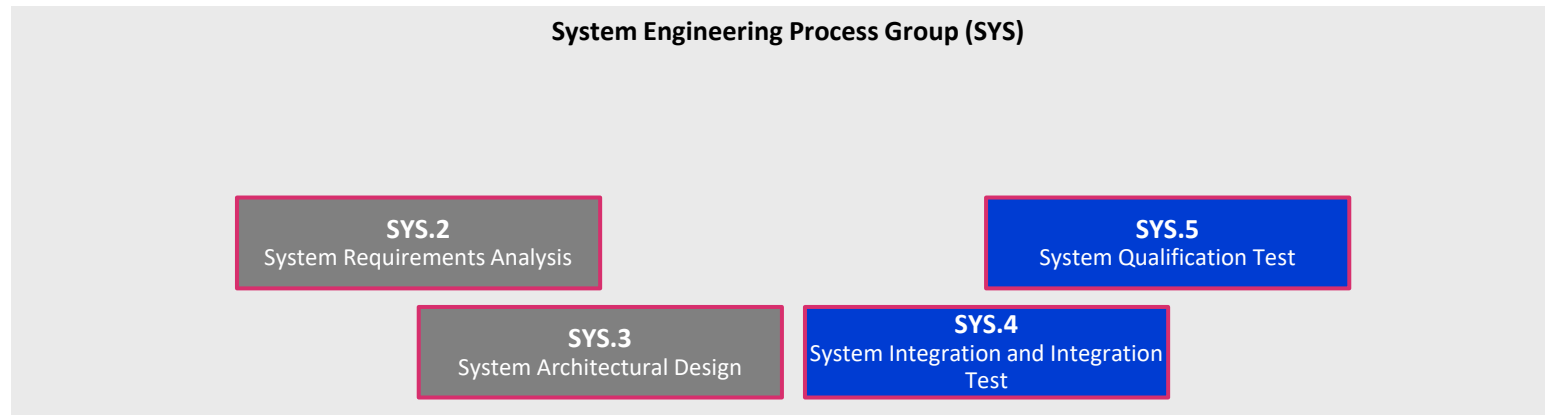 System Engineering Process Group (SYS)
SYS.2
System Requirements Analysis
SYS.5
System Qualification Test
SYS.3
System Architectural Design
SYS.4
System Integration and Integration
Test